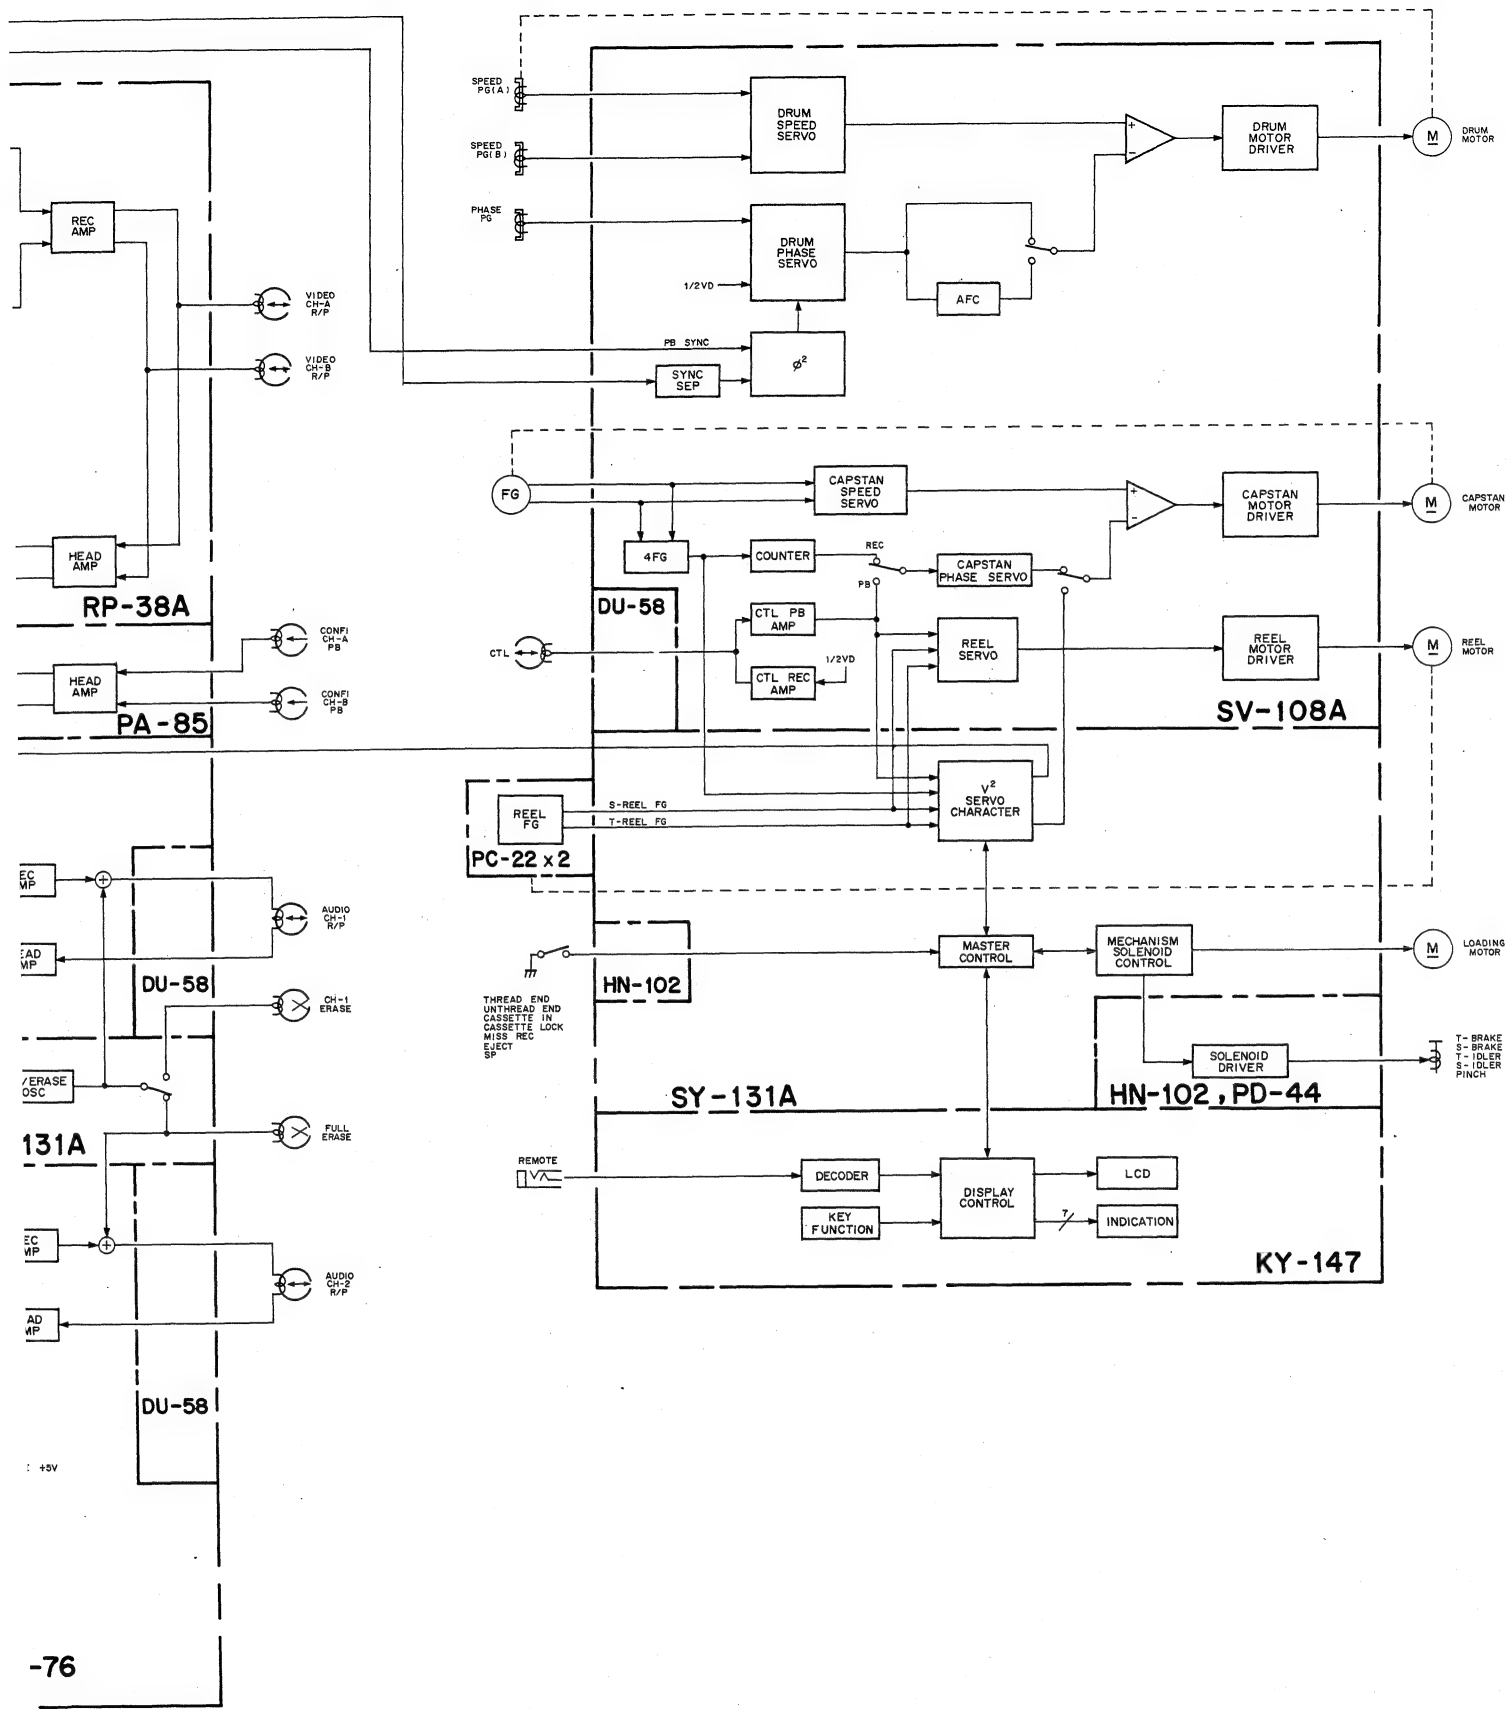 SPEED
PG(A)
SPEED
PG(B)
PHASE
PG
DRUM
SPEED
SERVO
DRUM
MOTOR
DRIVER
M
DRUM
MOTOR
DRUM
PHASE
SERVO
1/2VD
AFC
PB SYNC
SYNC
SEP
φ²
REC
AMP
VIDEO
CH-A
R/P
VIDEO
CH-B
R/P
HEAD
AMP
RP-38A
CONFI
CH-A
PB
HEAD
AMP
CONFI
CH-B
PB
PA-85
FG
CAPSTAN
SPEED
SERVO
CAPSTAN
MOTOR
DRIVER
M
CAPSTAN
MOTOR
4FG
COUNTER
REC
PB
CAPSTAN
PHASE SERVO
DU-58
CTL
CTL PB
AMP
CTL REC
AMP
1/2VD
REEL
SERVO
REEL
MOTOR
DRIVER
M
REEL
MOTOR
SV-108A
REEL
FG
S-REEL FG
T-REEL FG
PC-22 x 2
V²
SERVO
CHARACTER
EC
MP
AUDIO
CH-1
R/P
EAD
MP
DU-58
CH-1
ERASE
/ERASE
OSC
FULL
ERASE
131A
HN-102
THREAD END
UNTHREAD END
CASSETTE IN
CASSETTE LOCK
MISS REC
EJECT
SP
MASTER
CONTROL
MECHANISM
SOLENOID
CONTROL
M
LOADING
MOTOR
SOLENOID
DRIVER
T-BRAKE
S-BRAKE
T-IDLER
S-IDLER
PINCH
SY-131A
HN-102, PD-44
REMOTE
DECODER
KEY
FUNCTION
DISPLAY
CONTROL
LCD
7
INDICATION
KY-147
EC
MP
AUDIO
CH-2
R/P
AD
MP
DU-58
: +5V
-76